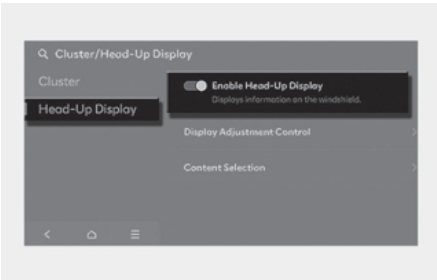 Cluster/Head-Up Display
Cluster
Head-Up Display
Enable Head-Up Display
Displays information on the windshield.
Display Adjustment Control
Content Selection